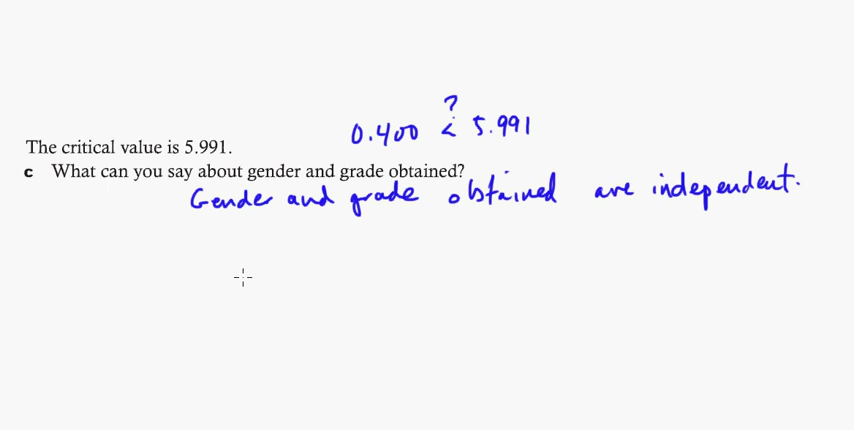 ?
0.400 < 5.991
The critical value is 5.991.
c What can you say about gender and grade obtained?
Gender and grade obtained are independent.